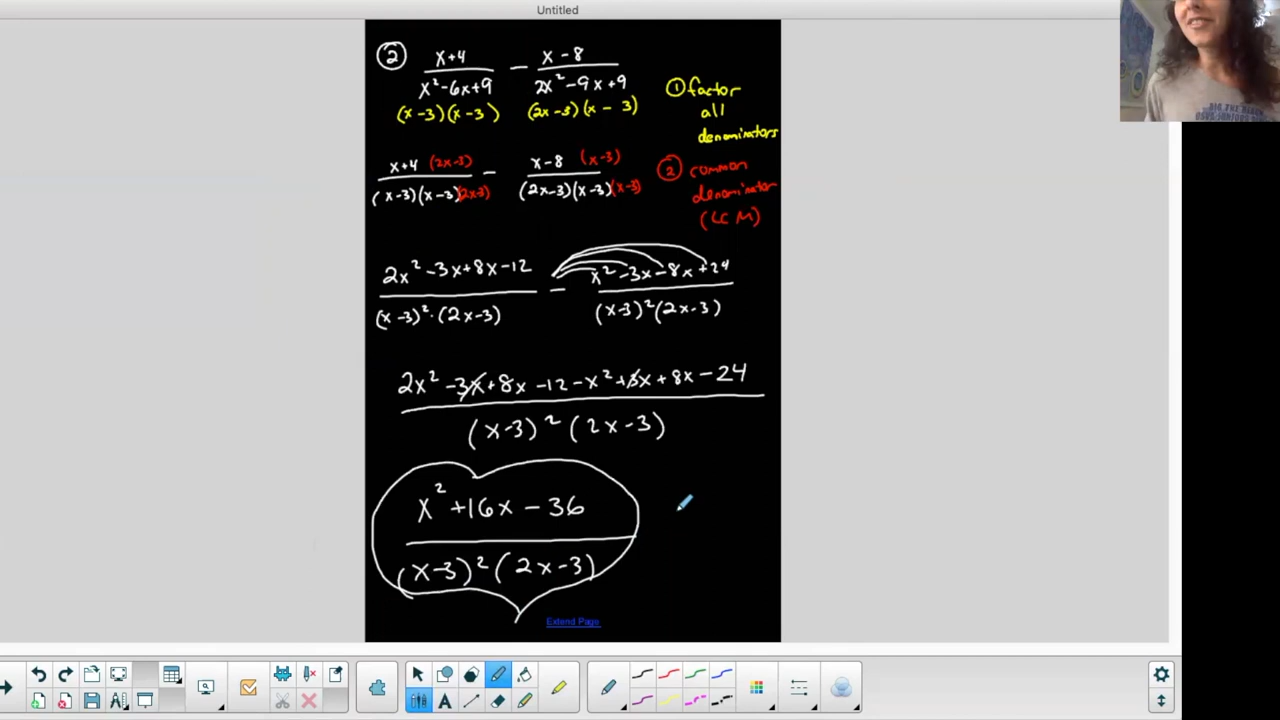 Untitled
② x+4 / x²-6x+9 - x-8 / 2x²-9x+9
(x-3)(x-3) (2x-3)(x-3)
① factor
all
denominators
x+4 (2x-3) / (x-3)(x-3)(2x-3) - x-8 (x-3) / (2x-3)(x-3)(x-3)
② common
denominator
(LCM)
2x²-3x+8x-12 / (x-3)²·(2x-3) - x²-3x-8x+24 / (x-3)²(2x-3)
2x²-3x+8x-12-x²+3x+8x-24
(x-3)²(2x-3)
x²+16x-36
(x-3)²(2x-3)
Extend Page